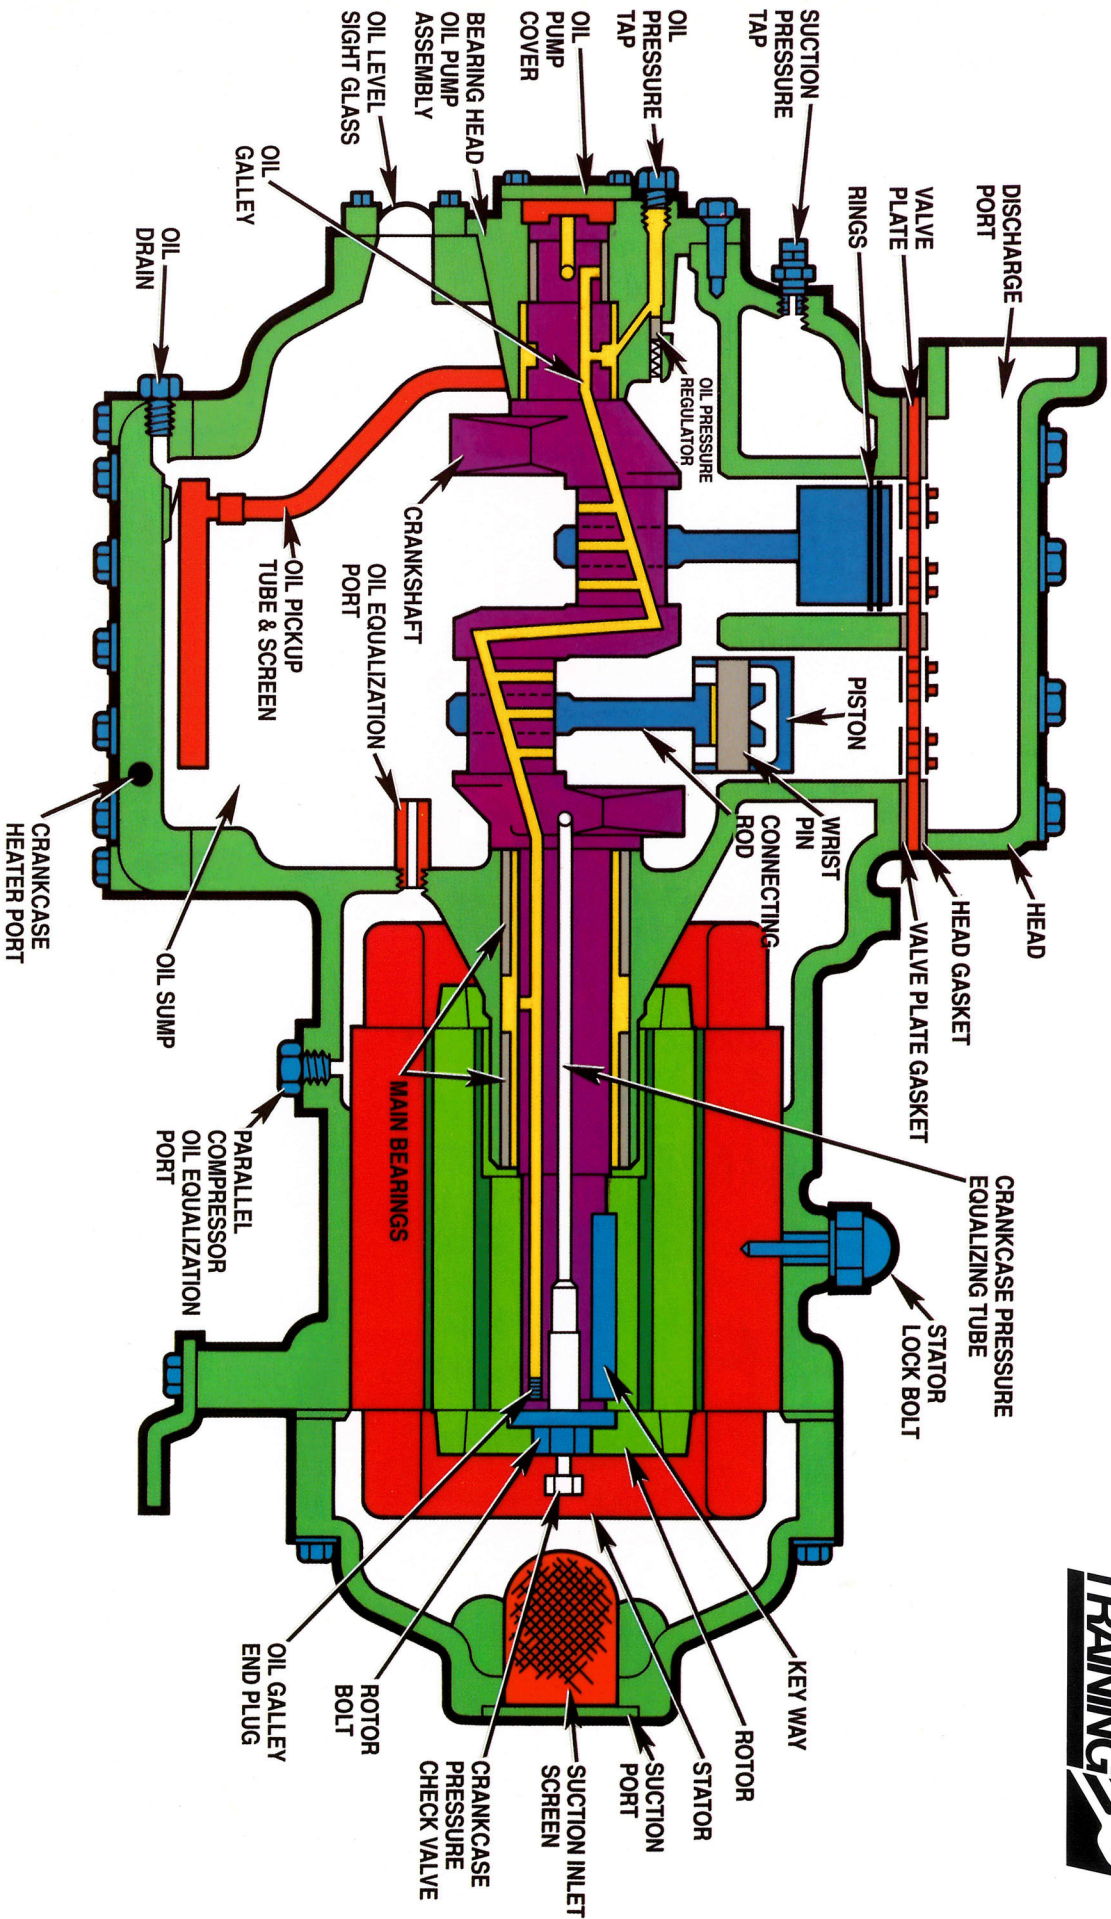 SUCTION
PRESSURE
TAP
OIL
PRESSURE
TAP
OIL
PUMP
COVER
BEARING HEAD
OIL PUMP
ASSEMBLY
OIL LEVEL
SIGHT GLASS
OIL
GALLEY
OIL
DRAIN
DISCHARGE
PORT
VALVE
PLATE
RINGS
OIL PRESSURE
REGULATOR
CRANKSHAFT
OIL EQUALIZATION
PORT
OIL PICKUP
TUBE & SCREEN
PISTON
WRIST
PIN
CONNECTING
ROD
HEAD
HEAD GASKET
VALVE PLATE GASKET
CRANKCASE
HEATER PORT
OIL SUMP
MAIN BEARINGS
PARALLEL
COMPRESSOR
OIL EQUALIZATION
PORT
CRANKCASE PRESSURE
EQUALIZING TUBE
STATOR
LOCK BOLT
KEY WAY
ROTOR
STATOR
SUCTION
PORT
SUCTION INLET
SCREEN
CRANKCASE
PRESSURE
CHECK VALVE
ROTOR
BOLT
OIL GALLEY
END PLUG
TRAINING